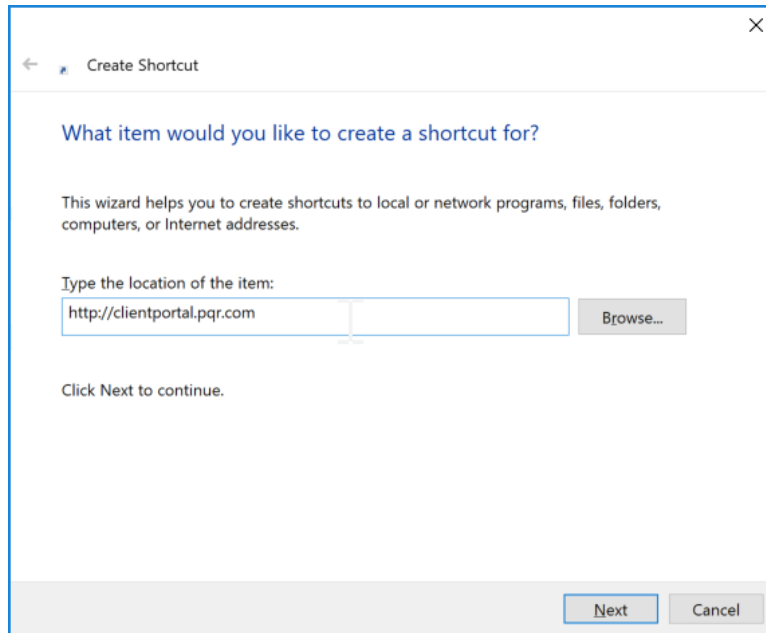 Create Shortcut
What item would you like to create a shortcut for?
This wizard helps you to create shortcuts to local or network programs, files, folders,
computers, or Internet addresses.
Type the location of the item:
http://clientportal.pqr.com
Browse...
Click Next to continue.
Next
Cancel